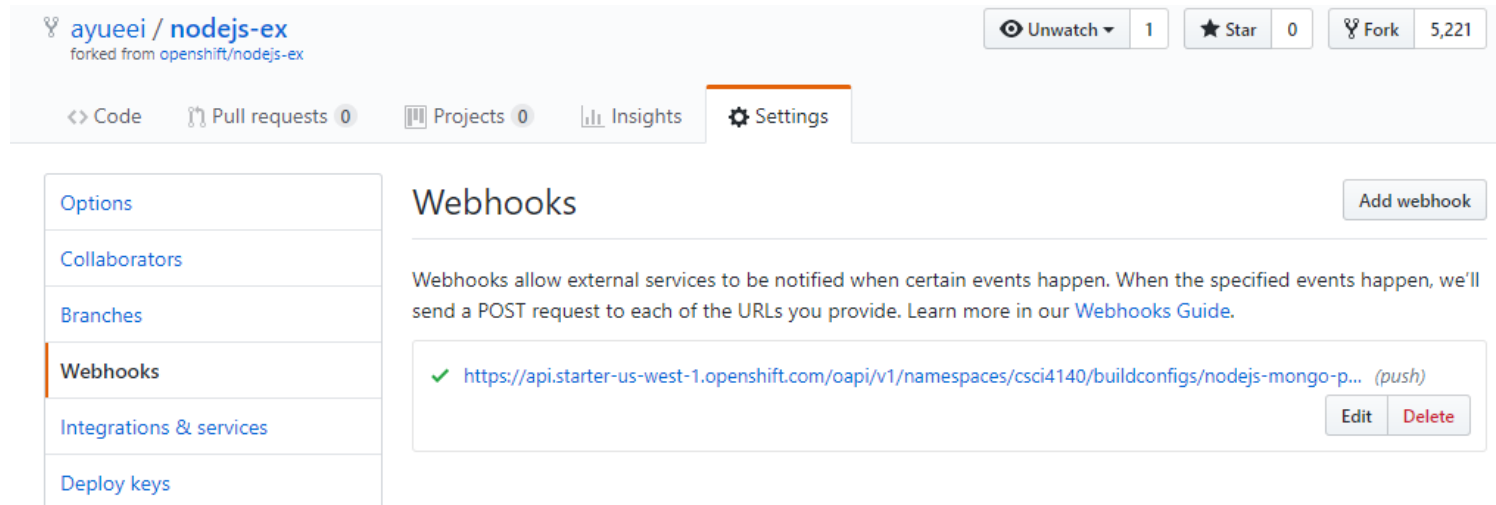 ayueei / nodejs-ex
forked from openshift/nodejs-ex
Unwatch 1 Star 0 Fork 5,221
<> Code Pull requests 0 Projects 0 Insights Settings
Options
Collaborators
Branches
Webhooks
Integrations & services
Deploy keys
Webhooks
Add webhook
Webhooks allow external services to be notified when certain events happen. When the specified events happen, we'll
send a POST request to each of the URLs you provide. Learn more in our Webhooks Guide.
https://api.starter-us-west-1.openshift.com/oapi/v1/namespaces/csci4140/buildconfigs/nodejs-mongo-p... (push)
Edit Delete